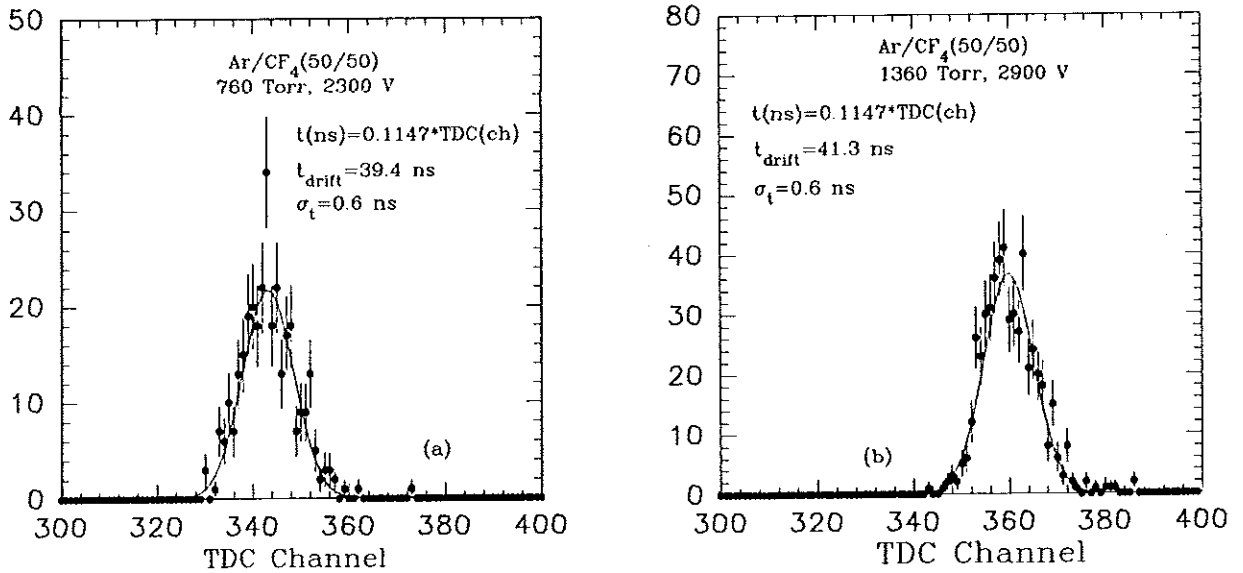 50
40
30
20
10
0
300 320 340 360 380 400
TDC Channel
Ar/CF4(50/50)
760 Torr, 2300 V
t(ns)=0.1147*TDC(ch)
tdrift=39.4 ns
σt=0.6 ns
(a)
80
70
60
50
40
30
20
10
0
300 320 340 360 380 400
TDC Channel
Ar/CF4(50/50)
1360 Torr, 2900 V
t(ns)=0.1147*TDC(ch)
tdrift=41.3 ns
σt=0.6 ns
(b)